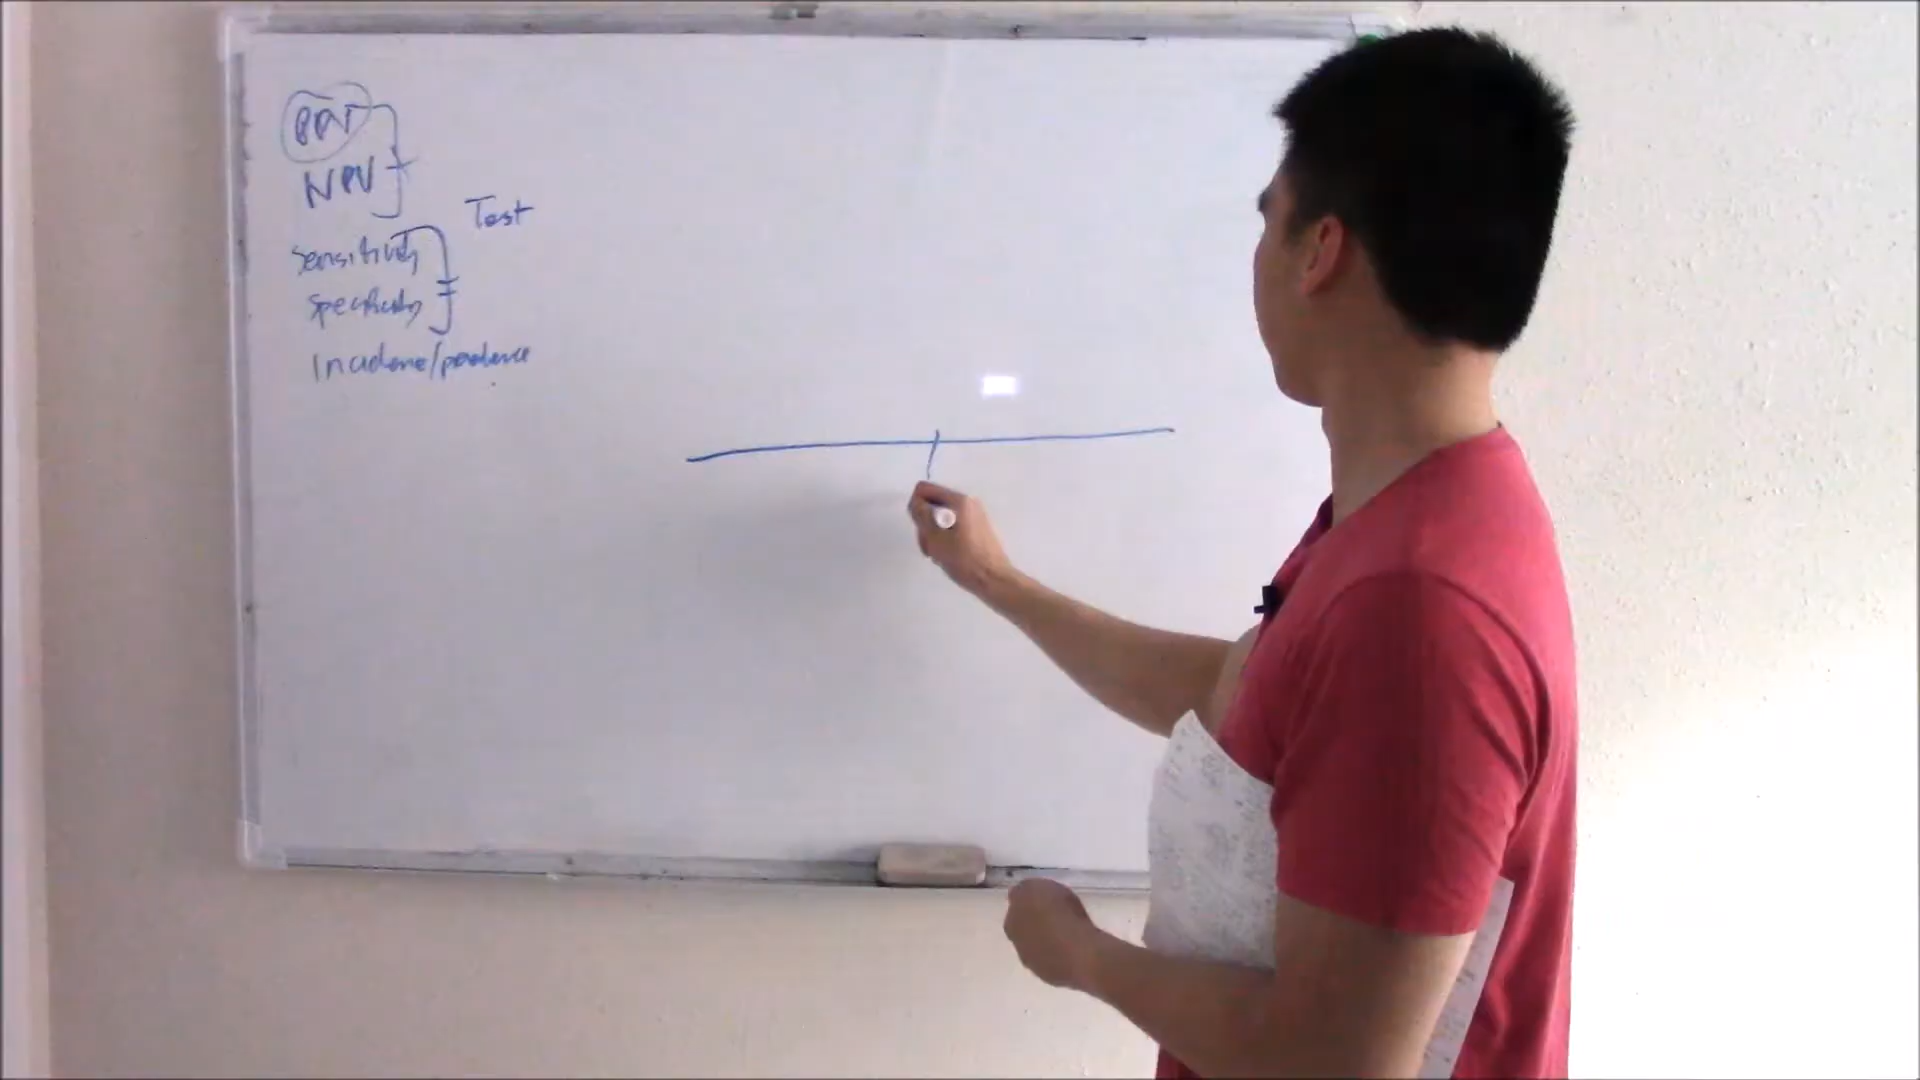 PPV
NPV
Test
Sensitivity
Specificity
Incidence/prevalence